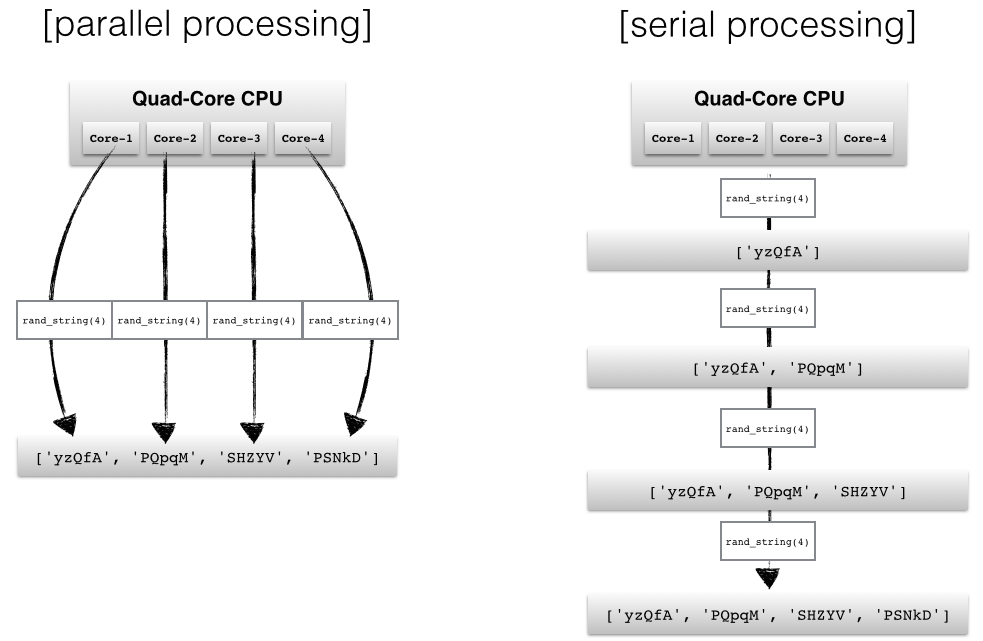 [parallel processing]
Quad-Core CPU
Core-1 Core-2 Core-3 Core-4
rand_string(4) rand_string(4) rand_string(4) rand_string(4)
['yzQfA', 'PQpqM', 'SHZYV', 'PSNkD']
[serial processing]
Quad-Core CPU
Core-1 Core-2 Core-3 Core-4
rand_string(4)
['yzQfA']
rand_string(4)
['yzQfA', 'PQpqM']
rand_string(4)
['yzQfA', 'PQpqM', 'SHZYV']
rand_string(4)
['yzQfA', 'PQpqM', 'SHZYV', 'PSNkD']